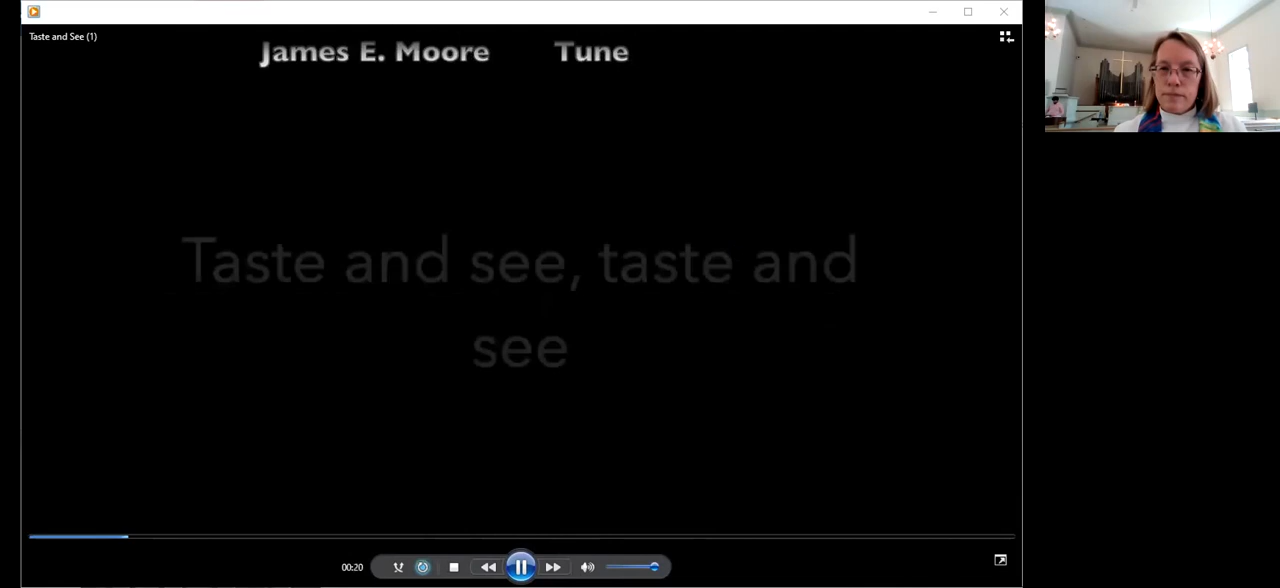 Taste and See (1)
James E. Moore Tune
Taste and see, taste and
see
00:20